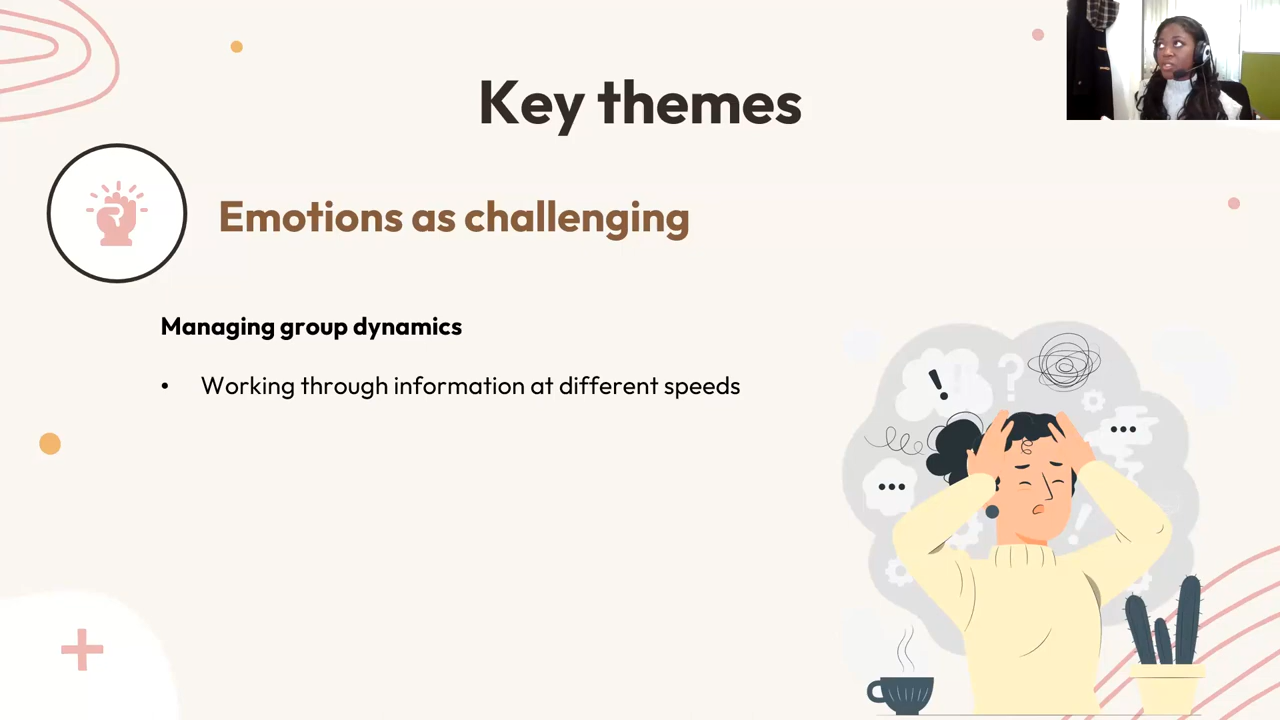 Key themes
Emotions as challenging
Managing group dynamics
• Working through information at different speeds